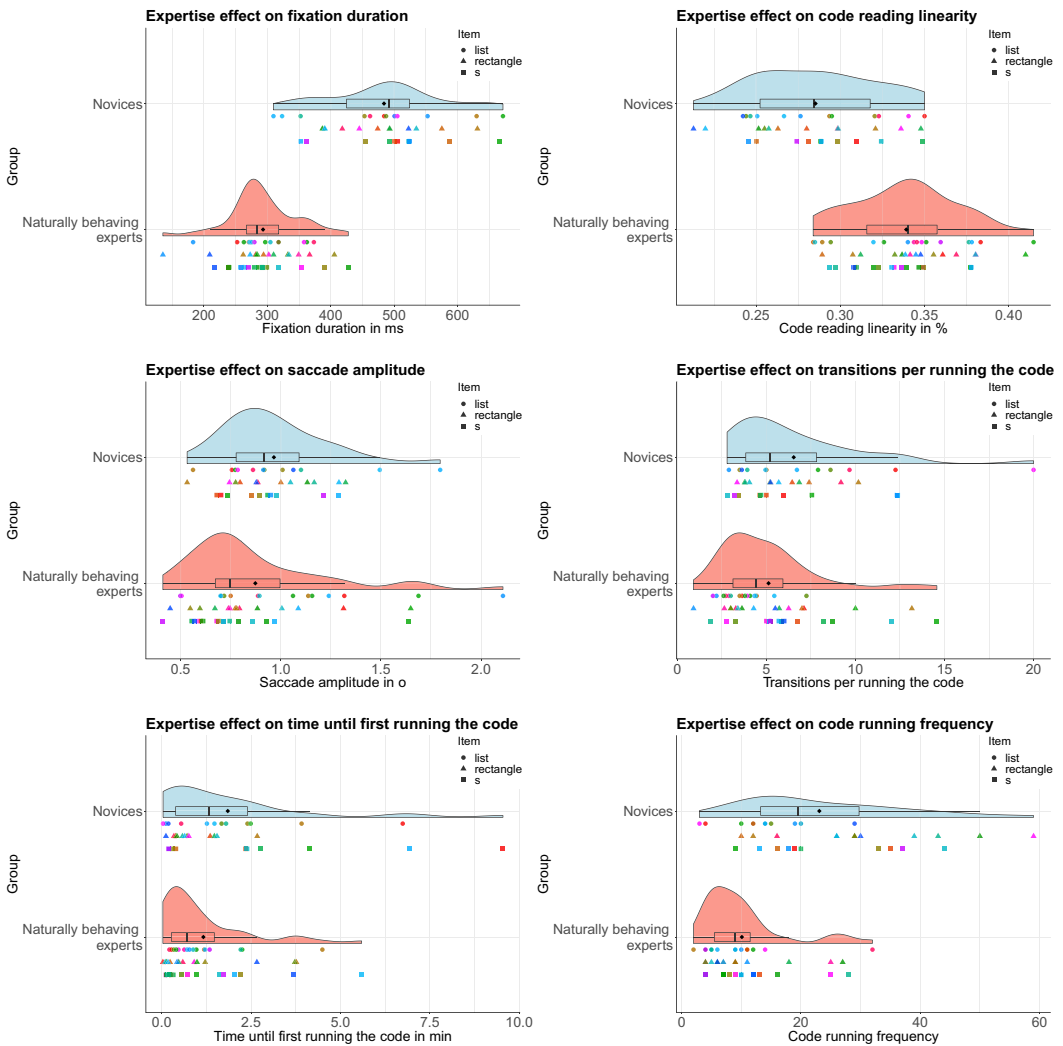 Expertise effect on fixation duration
Item
list
rectangle
s
Novices
Group
Naturally behaving
experts
200
300
400
500
600
Fixation duration in ms
Expertise effect on code reading linearity
Item
list
rectangle
s
Novices
Group
Naturally behaving
experts
0.25
0.30
0.35
0.40
Code reading linearity in %
Expertise effect on saccade amplitude
Item
list
rectangle
s
Novices
Group
Naturally behaving
experts
0.5
1.0
1.5
2.0
Saccade amplitude in o
Expertise effect on transitions per running the code
Item
list
rectangle
s
Novices
Group
Naturally behaving
experts
0
5
10
15
20
Transitions per running the code
Expertise effect on time until first running the code
Item
list
rectangle
s
Novices
Group
Naturally behaving
experts
0.0
2.5
5.0
7.5
10.0
Time until first running the code in min
Expertise effect on code running frequency
Item
list
rectangle
s
Novices
Group
Naturally behaving
experts
0
20
40
60
Code running frequency